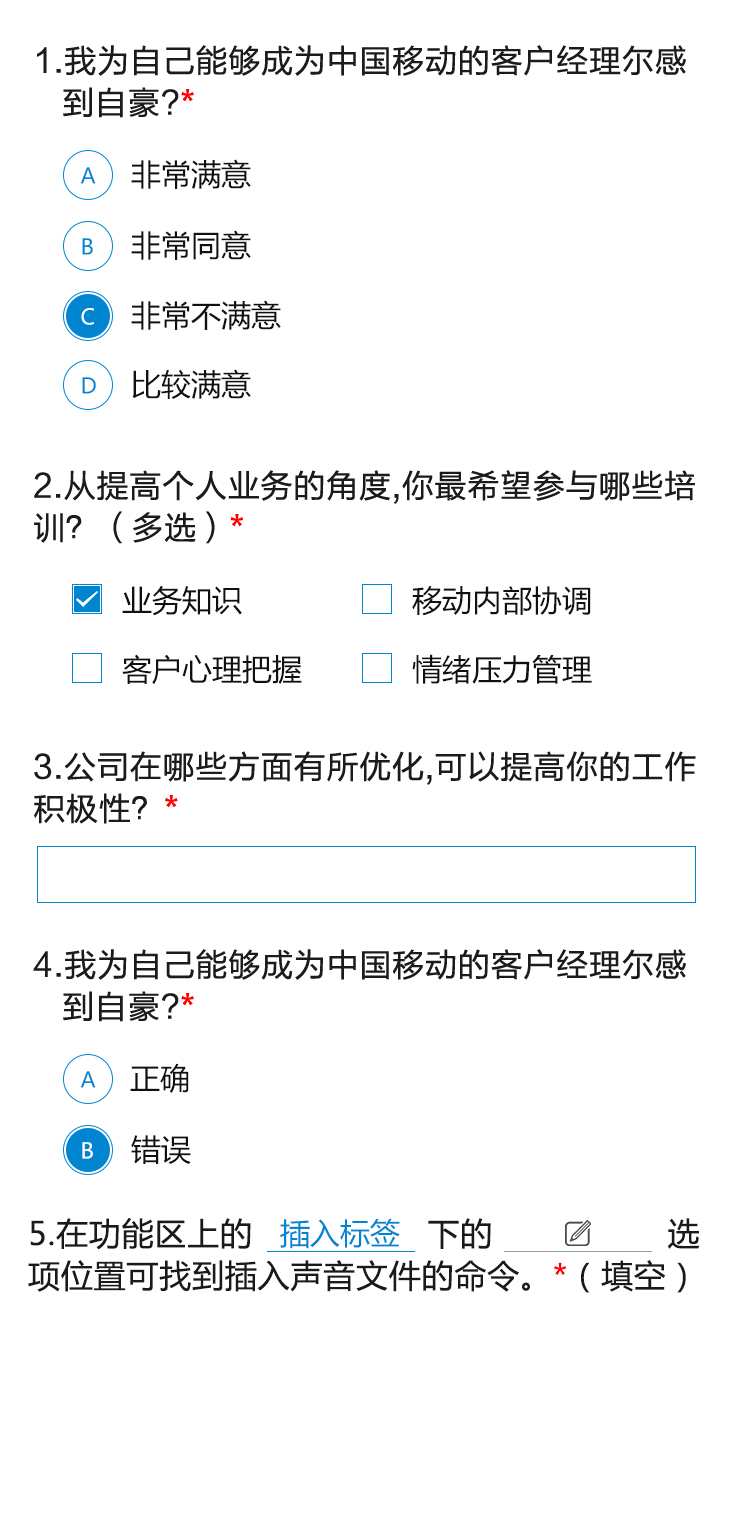 1.我为自己能够成为中国移动的客户经理尔感
到自豪?*
A 非常满意
B 非常同意
C 非常不满意
D 比较满意
2.从提高个人业务的角度,你最希望参与哪些培
训? （多选）*
业务知识 移动内部协调
客户心理把握 情绪压力管理
3.公司在哪些方面有所优化,可以提高你的工作
积极性? *
4.我为自己能够成为中国移动的客户经理尔感
到自豪?*
A 正确
B 错误
5.在功能区上的 插入标签 下的 选
项位置可找到插入声音文件的命令。*（填空）